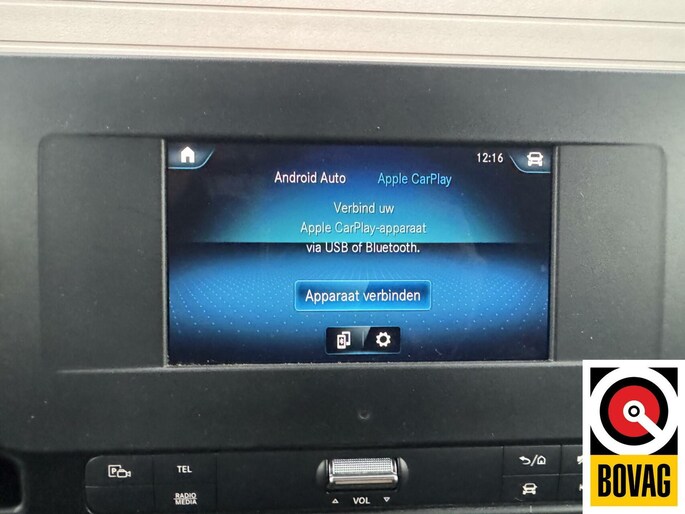 12:16
Android Auto Apple CarPlay
Verbind uw
Apple CarPlay-apparaat
via USB of Bluetooth.
Apparaat verbinden
P TEL
RADIO
MEDIA
VOL
BOVAG